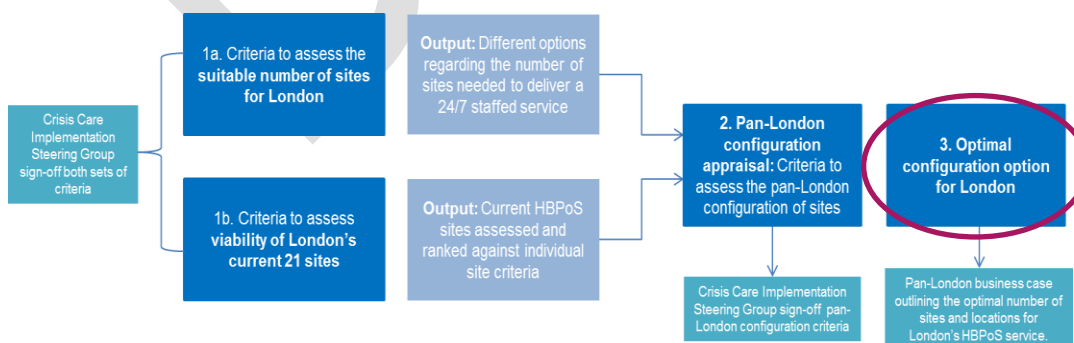 Crisis Care
Implementation
Steering Group
sign-off both sets of
criteria
1a. Criteria to assess the
suitable number of sites
for London
1b. Criteria to assess
viability of London's
current 21 sites
Output: Different options
regarding the number of
sites needed to deliver a
24/7 staffed service
Output: Current HBPoS
sites assessed and
ranked against individual
site criteria
2. Pan-London
configuration
appraisal: Criteria to
assess the pan-London
configuration of sites
Crisis Care Implementation
Steering Group sign-off pan-
London configuration criteria
3. Optimal
configuration option
for London
Pan-London business case
outlining the optimal number of
sites and locations for
London's HBPoS service.